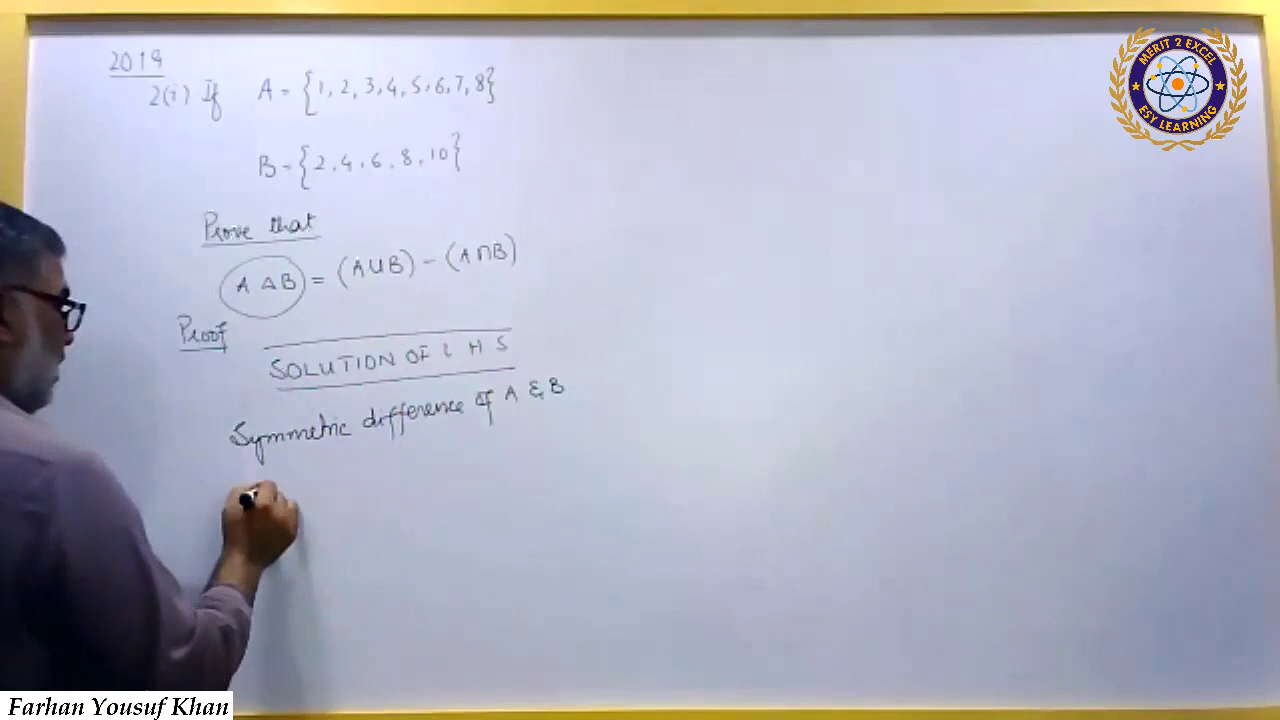 2019
2(i) If A = {1, 2, 3, 4, 5, 6, 7, 8}
B = {2, 4, 6, 8, 10}
Prove that
A Δ B = (A ∪ B) - (A ∩ B)
Proof
SOLUTION OF L H S
Symmetric difference of A & B
MERIT 2 EXCEL
ESY LEARNING
Farhan Yousuf Khan